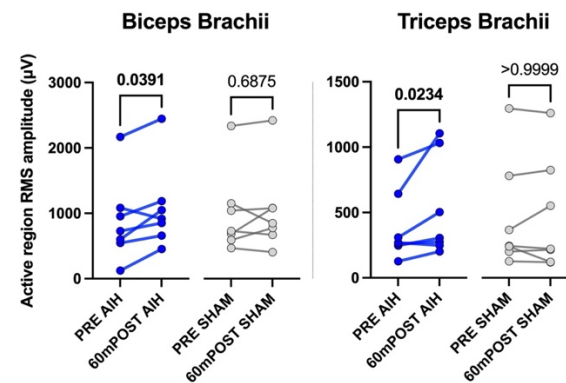 Biceps Brachii
Triceps Brachii
Active region RMS amplitude (µV)
3000
2000
1000
0
0.0391
0.6875
PRE AIH
60mPOST AIH
PRE SHAM
60mPOST SHAM
1500
1000
500
0
0.0234
>0.9999
PRE AIH
60mPOST AIH
PRE SHAM
60mPOST SHAM